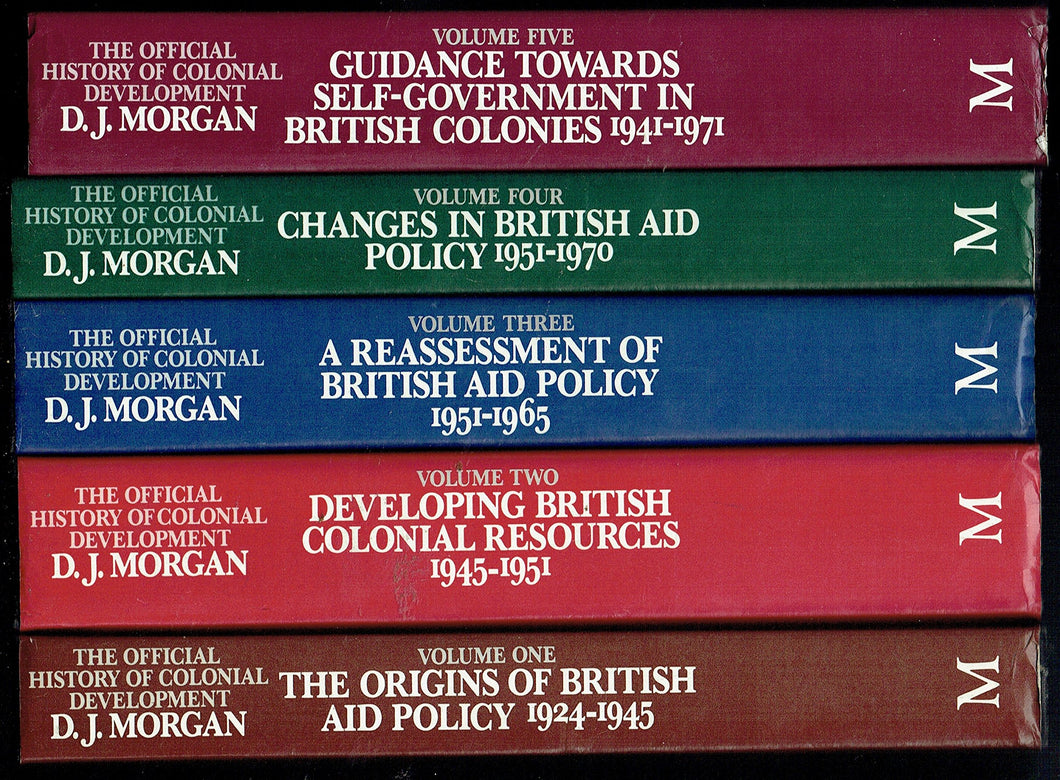 THE OFFICIAL
HISTORY OF COLONIAL
DEVELOPMENT
D. J. MORGAN
VOLUME FIVE
GUIDANCE TOWARDS
SELF-GOVERNMENT IN
BRITISH COLONIES 1941-1971
M
THE OFFICIAL
HISTORY OF COLONIAL
DEVELOPMENT
D. J. MORGAN
VOLUME FOUR
CHANGES IN BRITISH AID
POLICY 1951-1970
M
THE OFFICIAL
HISTORY OF COLONIAL
DEVELOPMENT
D. J. MORGAN
VOLUME THREE
A REASSESSMENT OF
BRITISH AID POLICY
1951-1965
M
THE OFFICIAL
HISTORY OF COLONIAL
DEVELOPMENT
D. J. MORGAN
VOLUME TWO
DEVELOPING BRITISH
COLONIAL RESOURCES
1945-1951
M
THE OFFICIAL
HISTORY OF COLONIAL
DEVELOPMENT
D. J. MORGAN
VOLUME ONE
THE ORIGINS OF BRITISH
AID POLICY 1924-1945
M